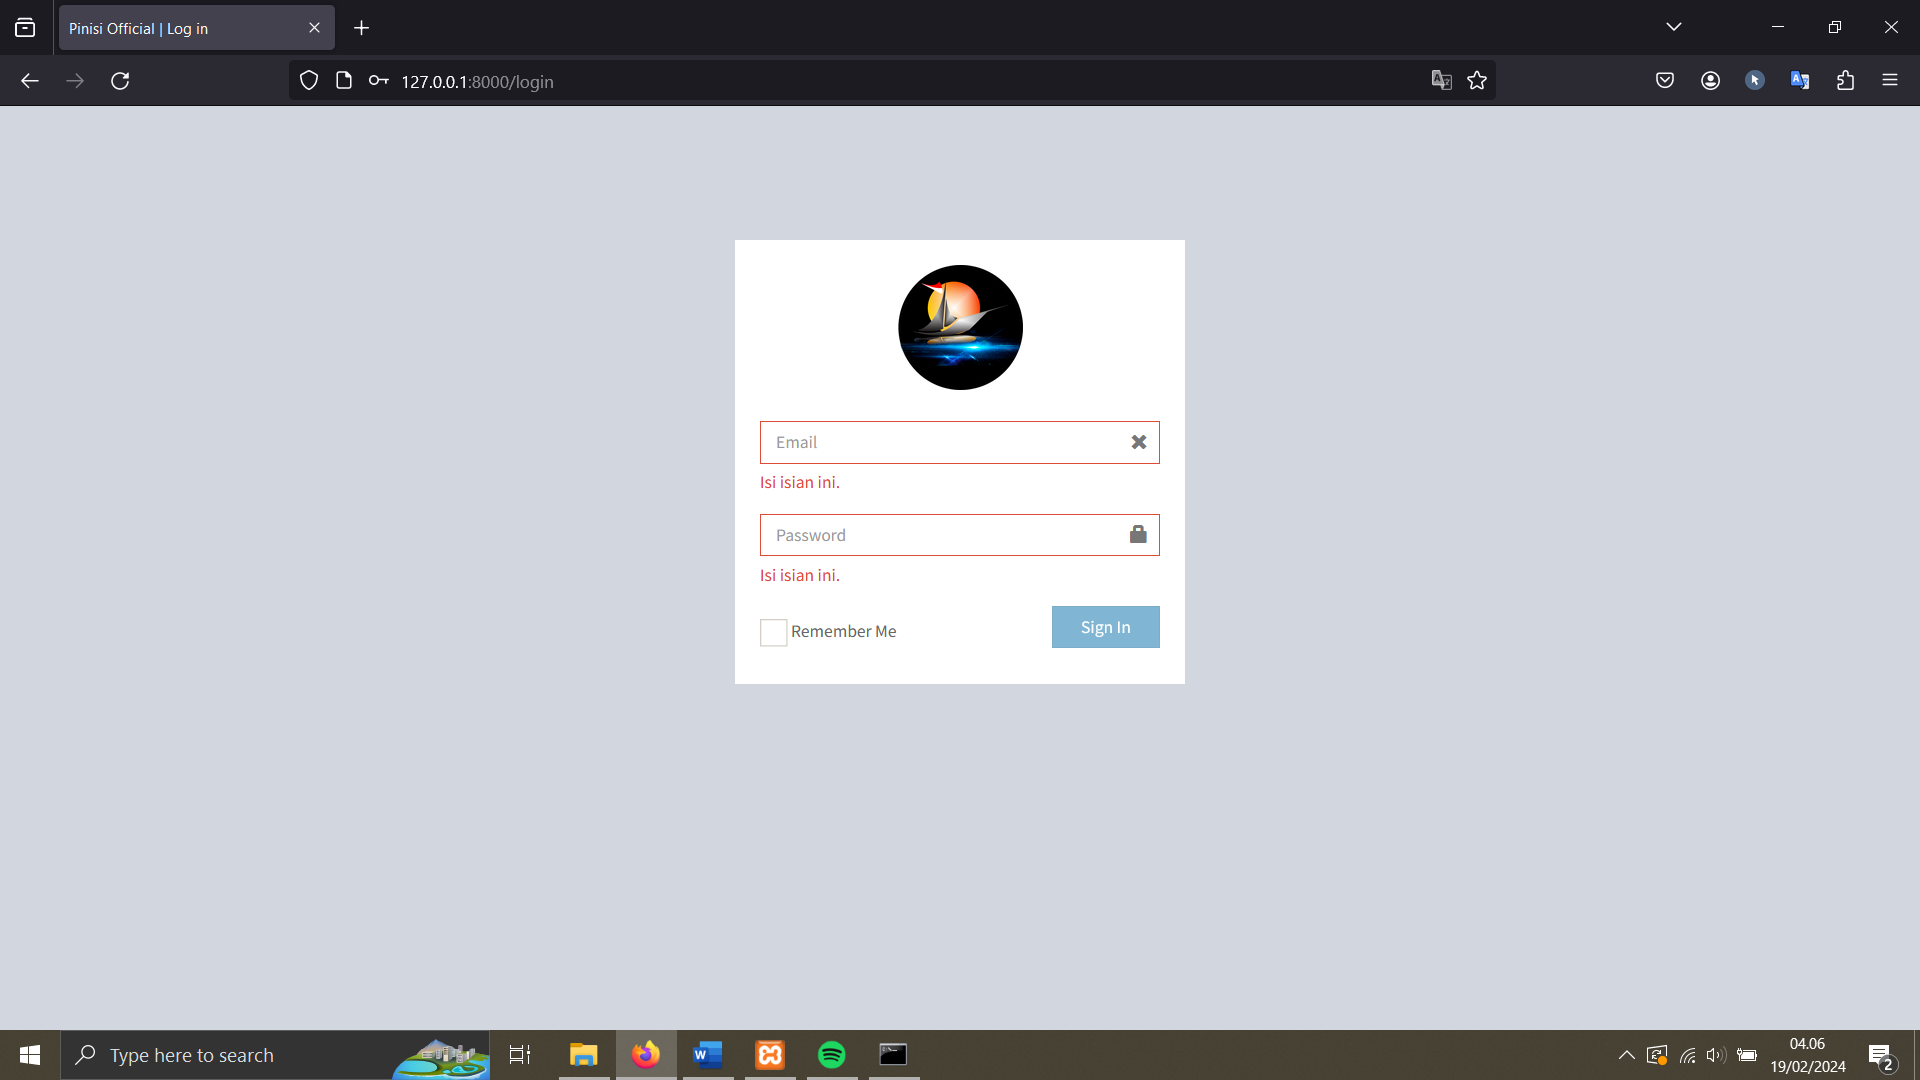 Pinisi Official | Log in
127.0.0.1:8000/login
Email
Isi isian ini.
Password
Isi isian ini.
Remember Me
Sign In
Type here to search
04.06
19/02/2024
2